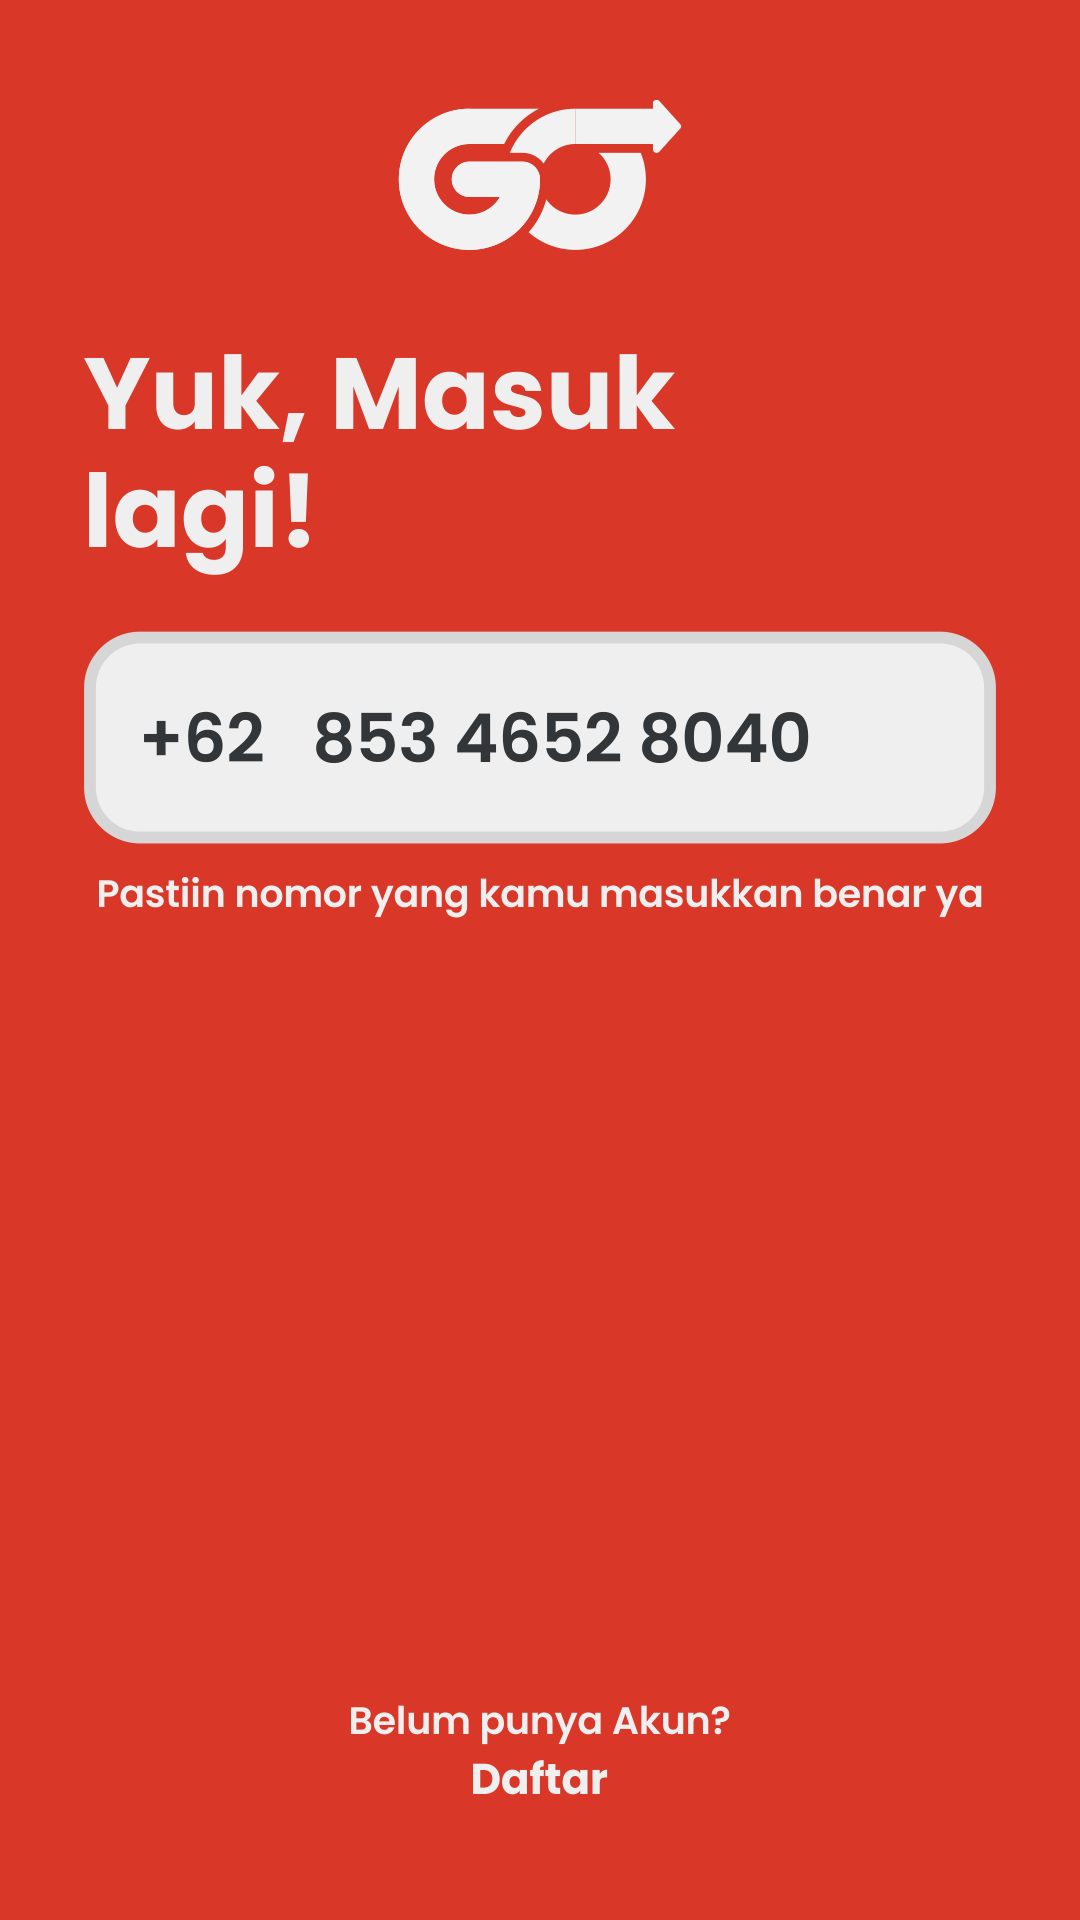 GO
Yuk, Masuk
lagi!
+62 853 4652 8040
Pastiin nomor yang kamu masukkan benar ya
Belum punya Akun?
Daftar